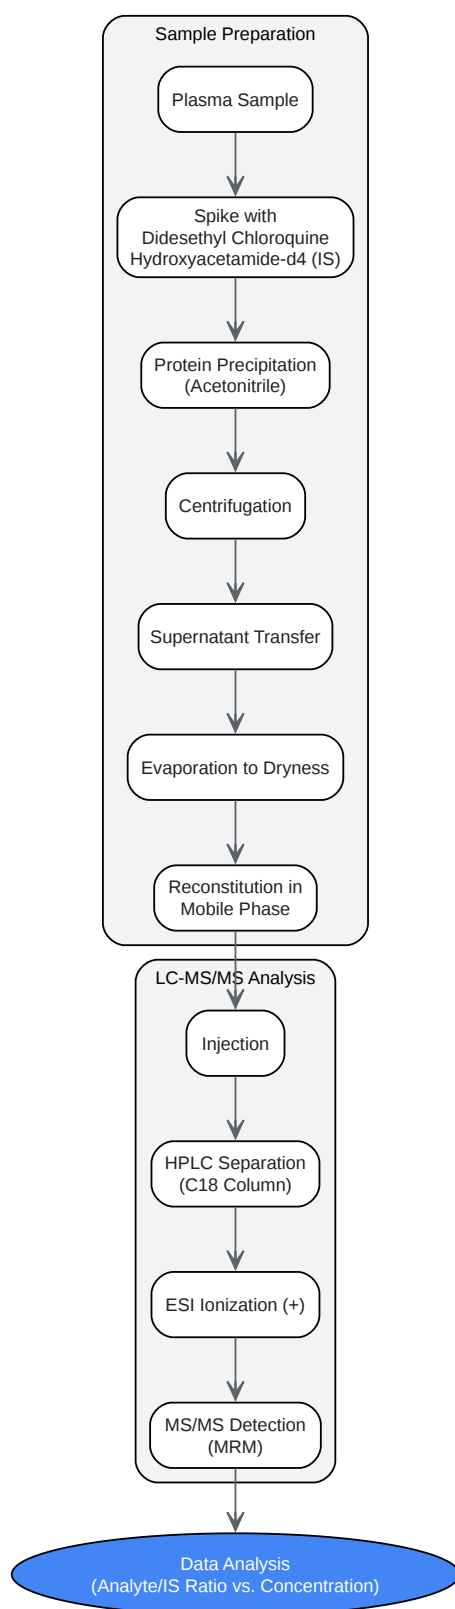 Sample Preparation
Plasma Sample
Spike with
Didesethyl Chloroquine
Hydroxyacetamide-d4 (IS)
Protein Precipitation
(Acetonitrile)
Centrifugation
Supernatant Transfer
Evaporation to Dryness
Reconstitution in
Mobile Phase
LC-MS/MS Analysis
Injection
HPLC Separation
(C18 Column)
ESI Ionization (+)
MS/MS Detection
(MRM)
Data Analysis
(Analyte/IS Ratio vs. Concentration)